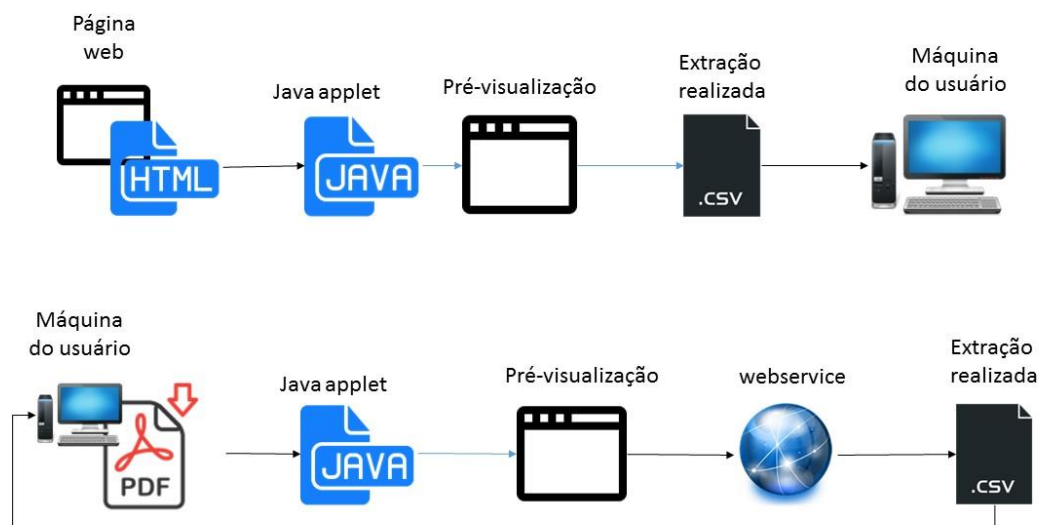 Página
web
HTML
Java applet
JAVA
Pré-visualização
Extração
realizada
.CSV
Máquina
do usuário
Máquina
do usuário
PDF
Java applet
JAVA
Pré-visualização
webservice
Extração
realizada
.CSV